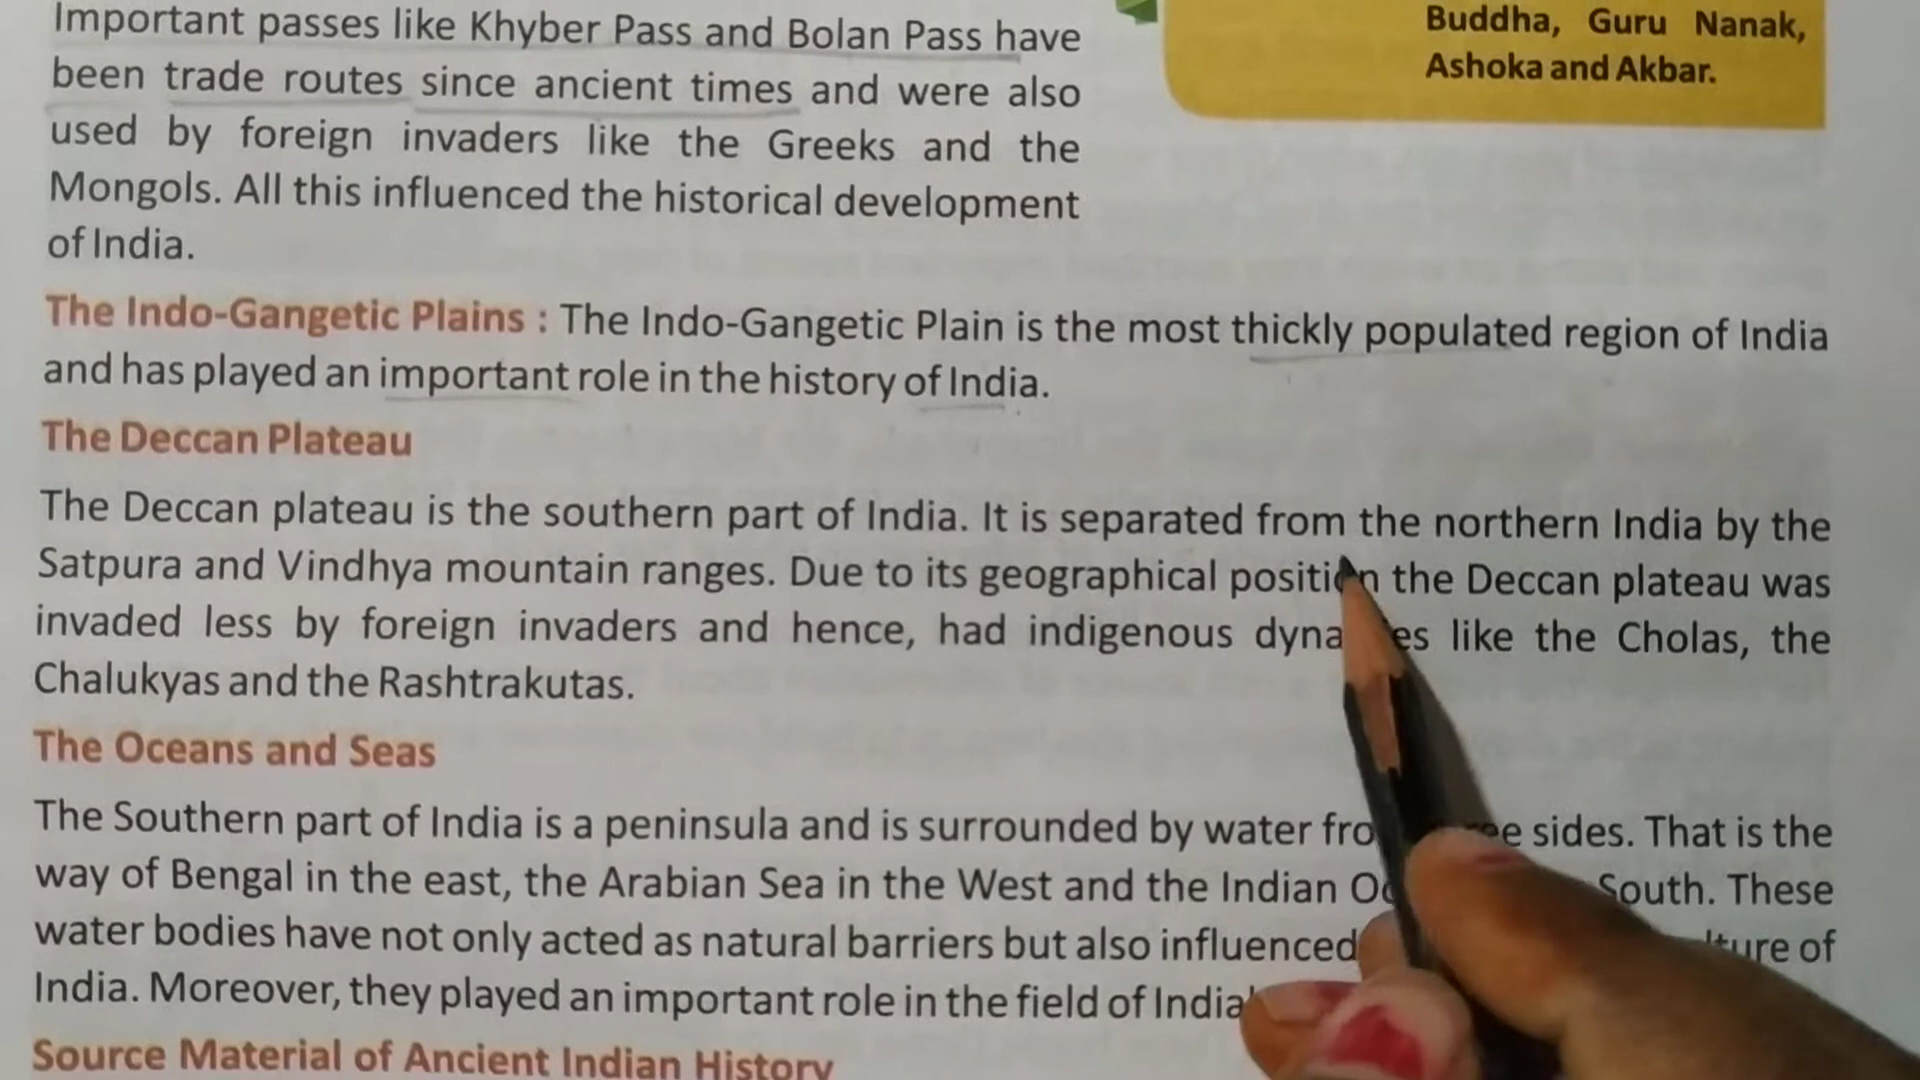 Important passes like Khyber Pass and Bolan Pass have
been trade routes since ancient times and were also
used by foreign invaders like the Greeks and the
Mongols. All this influenced the historical development
of India.
Buddha, Guru Nanak,
Ashoka and Akbar.
The Indo-Gangetic Plains : The Indo-Gangetic Plain is the most thickly populated region of India
and has played an important role in the history of India.
The Deccan Plateau
The Deccan plateau is the southern part of India. It is separated from the northern India by the
Satpura and Vindhya mountain ranges. Due to its geographical position the Deccan plateau was
invaded less by foreign invaders and hence, had indigenous like the Cholas, the
Chalukyas and the Rashtrakutas.
The Oceans and Seas
The Southern part of India is a peninsula and is surrounded by water sides. That is the
way of Bengal in the east, the Arabian Sea in the West and the Indian South. These
water bodies have not only acted as natural barriers but also influenced of
India. Moreover, they played an important role in the field of
Source Material of Ancient Indian History